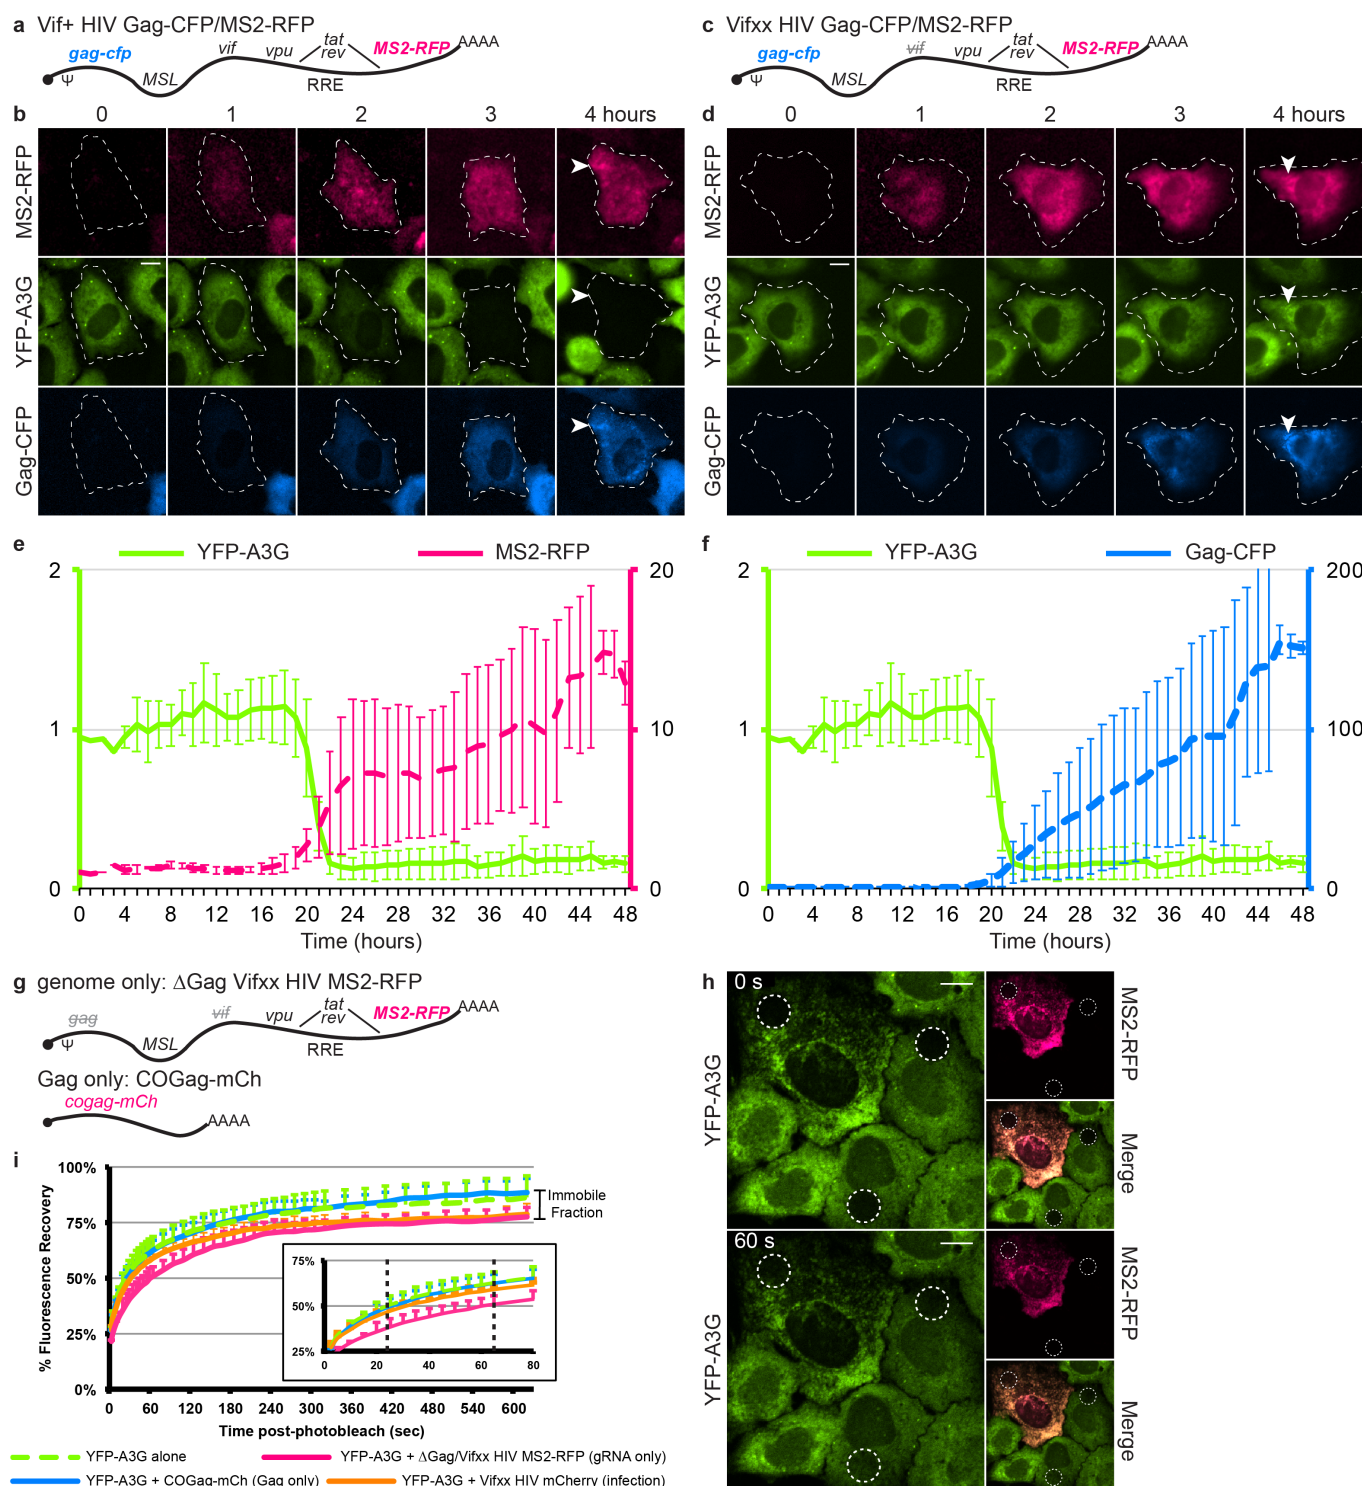 a Vif+ HIV Gag-CFP/MS2-RFP
gag-cfp
Ψ
MSL
vif
vpu
tat
rev
RRE
MS2-RFP
AAAA
c Vifxx HIV Gag-CFP/MS2-RFP
gag-cfp
Ψ
MSL
vif
vpu
tat
rev
RRE
MS2-RFP
AAAA
b 0 1 2 3 4 hours
MS2-RFP
YFP-A3G
Gag-CFP
d 0 1 2 3 4 hours
MS2-RFP
YFP-A3G
Gag-CFP
e YFP-A3G MS2-RFP
2 20
1 10
0 0
0 4 8 12 16 20 24 28 32 36 40 44 48
Time (hours)
f YFP-A3G Gag-CFP
2 200
1 100
0 0
0 4 8 12 16 20 24 28 32 36 40 44 48
Time (hours)
g genome only: ΔGag Vifxx HIV MS2-RFP
gag
Ψ
MSL
vif
vpu
tat
rev
RRE
MS2-RFP
AAAA
Gag only: COGag-mCh
cogag-mCh
AAAA
h
0 s
YFP-A3G
MS2-RFP
Merge
60 s
YFP-A3G
MS2-RFP
Merge
i
% Fluorescence Recovery
100%
75%
50%
25%
0%
Immobile
Fraction
75%
50%
25%
0 20 40 60 80
0 60 120 180 240 300 360 420 480 540 600
Time post-photobleach (sec)
YFP-A3G alone
YFP-A3G + ΔGag/Vifxx HIV MS2-RFP (gRNA only)
YFP-A3G + COGag-mCh (Gag only)
YFP-A3G + Vifxx HIV mCherry (infection)